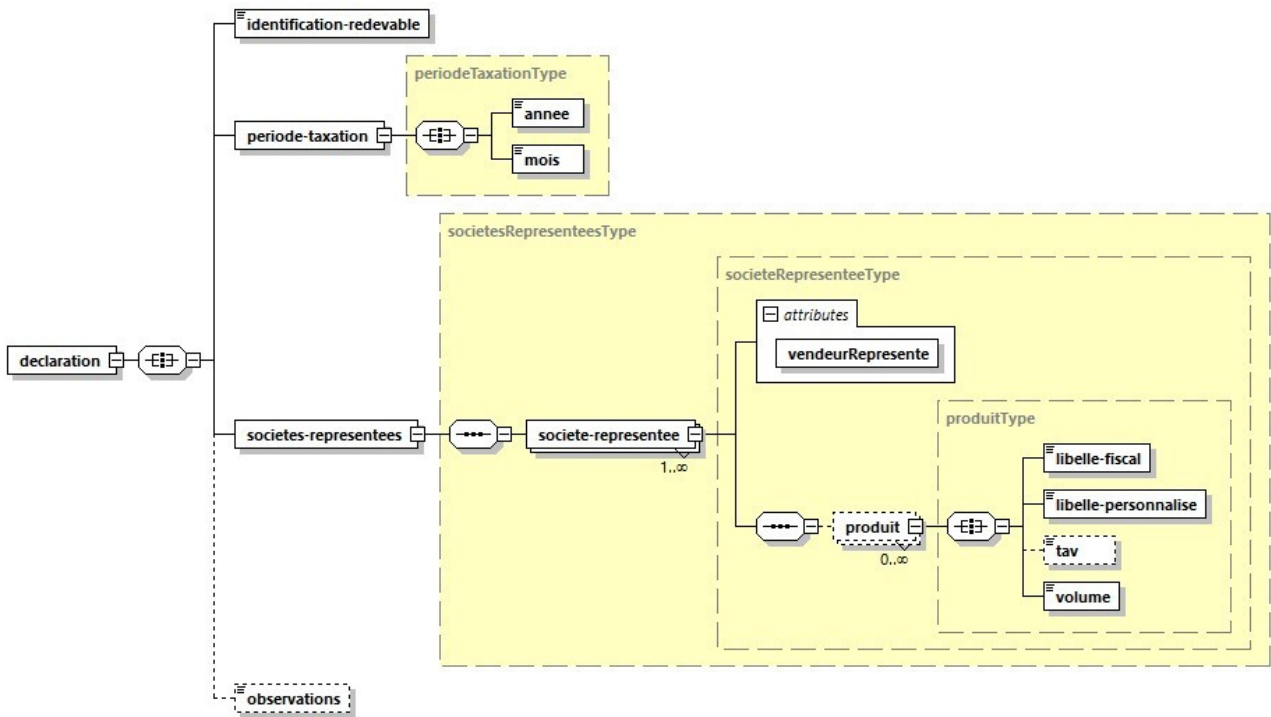 identification-redevable
periodeTaxationType
annee
periode-taxation
mois
societesRepresenteesType
societeRepresenteeType
attributes
vendeurRepresente
declaration
produitType
societes-representees
societe-representee
1..∞
libelle-fiscal
libelle-personnalise
produit
0..∞
tav
volume
observations